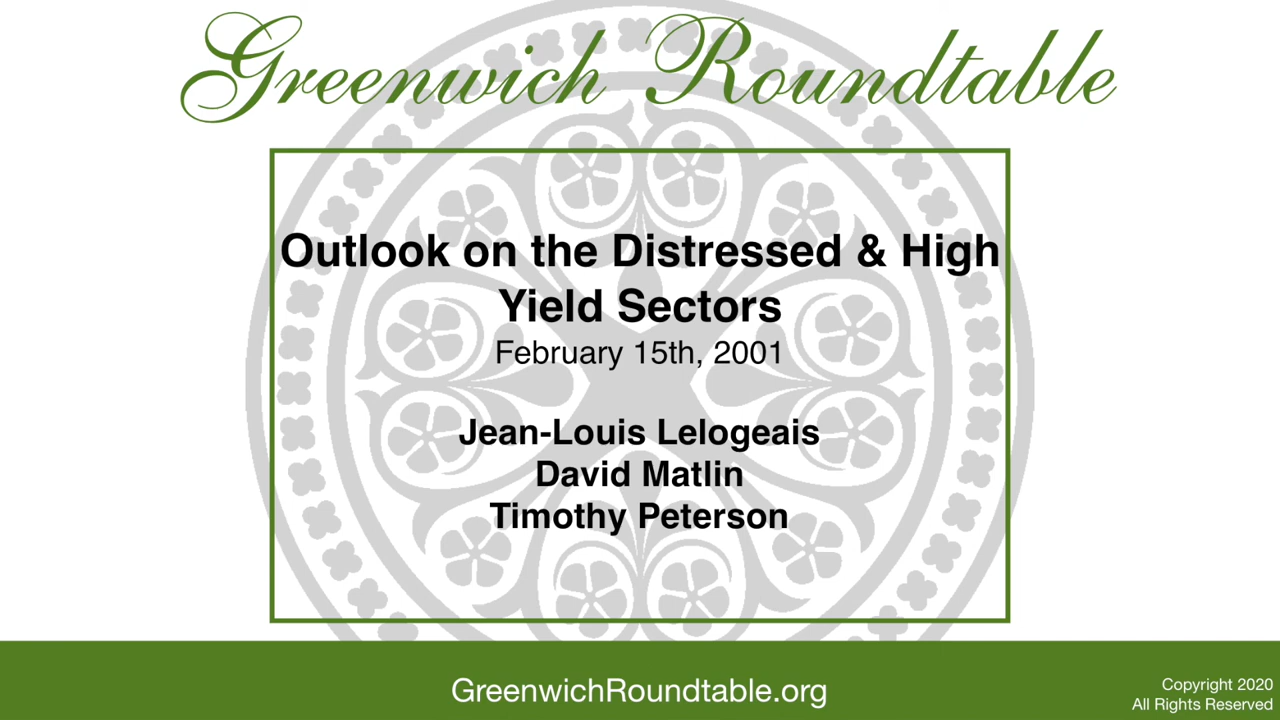 Greenwich Roundtable
Outlook on the Distressed & High
Yield Sectors
February 15th, 2001
Jean-Louis Lelogeais
David Matlin
Timothy Peterson
GreenwichRoundtable.org
Copyright 2020
All Rights Reserved